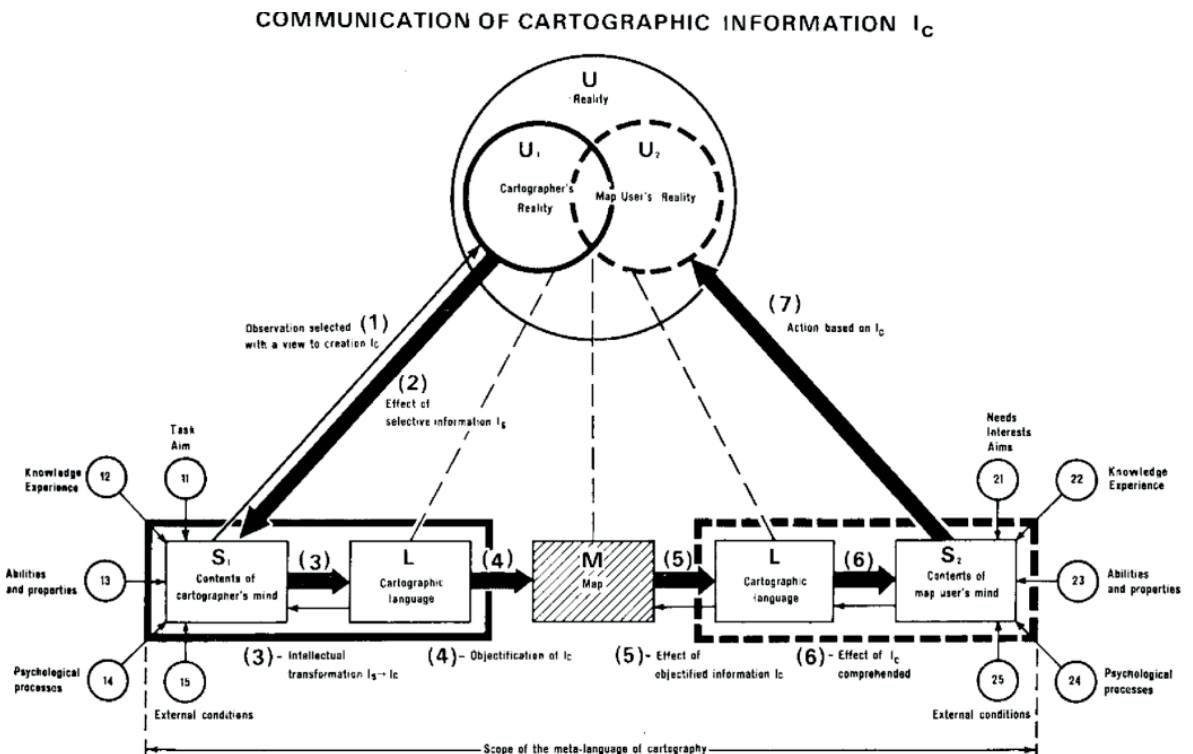 COMMUNICATION OF CARTOGRAPHIC INFORMATION Ic
U
Reality
U1
U2
Cartographer's
Reality
Map User's Reality
(1)
Observation selected
with a view to creation Ic
(2)
Effect of
selective information Is
(7)
Action based on Ic
Task
Aim
Needs
Interests
Aims
Knowledge
Experience
12
11
21
22
Knowledge
Experience
Abilities
and properties
13
S1
Contents of
cartographer's mind
(3)
L
Cartographic
language
(4)
M
Map
(5)
L
Cartographic
language
(6)
S2
Contents of
map user's mind
23
Abilities
and properties
Psychological
processes
14
15
External conditions
(3) - Intellectual
transformation Is → Ic
(4) - Objectification of Ic
(5) - Effect of
objectified information Ic
(6) - Effect of Ic
comprehended
25
External conditions
24
Psychological
processes
Scope of the meta-language of cartography